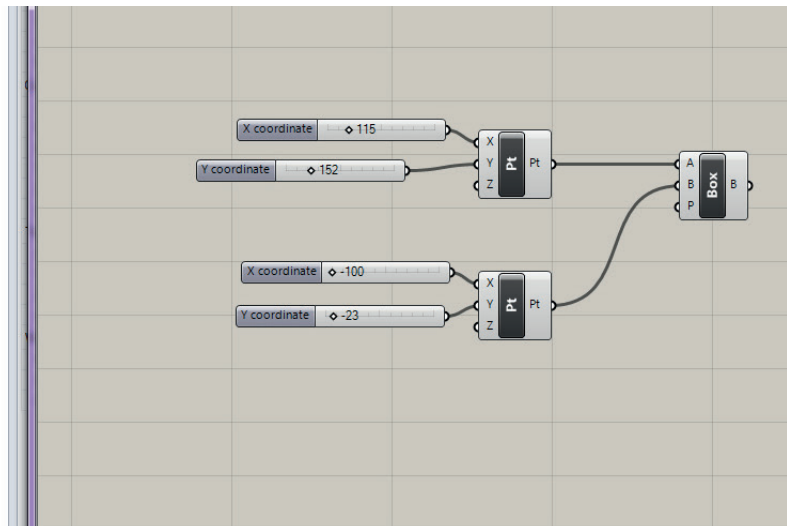 X coordinate 115
Y coordinate 152
X
Y
Z
Pt
Pt
A
B
P
Box
B
X coordinate -100
Y coordinate -23
X
Y
Z
Pt
Pt